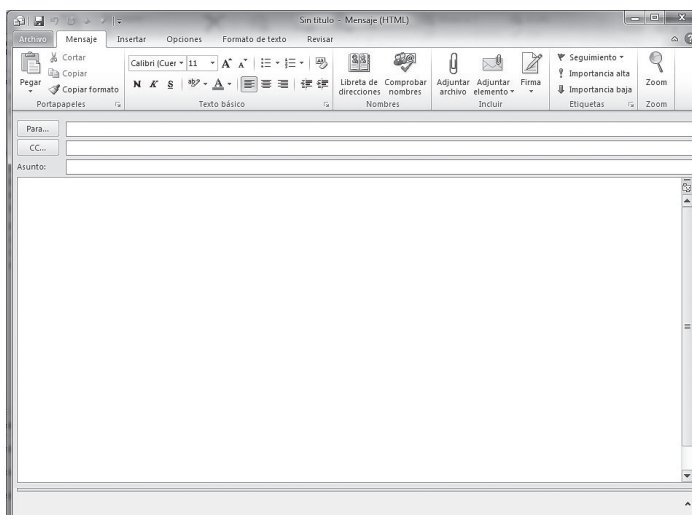 Sin título - Mensaje (HTML)
Archivo Mensaje Insertar Opciones Formato de texto Revisar
Pegar
Cortar
Copiar
Copiar formato
Portapapeles
Calibri (Cuer 11 A A
N K S ab A
Texto básico
Libreta de direcciones
Comprobar nombres
Nombres
Adjuntar archivo
Adjuntar elemento
Firma
Incluir
Seguimiento
Importancia alta
Importancia baja
Etiquetas
Zoom
Zoom
Para...
CC...
Asunto: